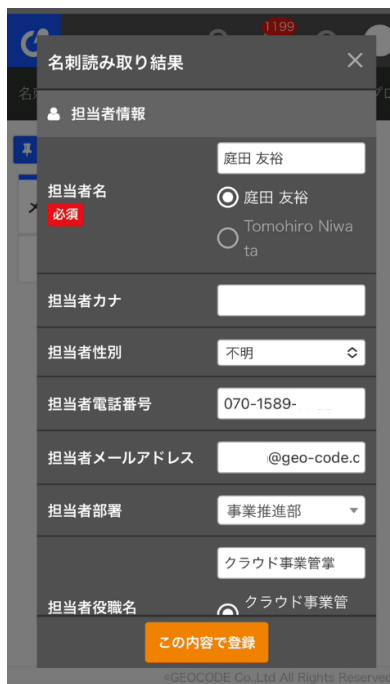 1199
名刺読み取り結果
担当者情報
庭田 友裕
担当者名
必須
庭田 友裕
Tomohiro Niwa
ta
担当者カナ
担当者性別
不明
担当者電話番号
070-1589-
担当者メールアドレス
@geo-code.c
担当者部署
事業推進部
クラウド事業管掌
担当者役職名
クラウド事業管
この内容で登録
©GEOCODE Co.,Ltd All Rights Reserved